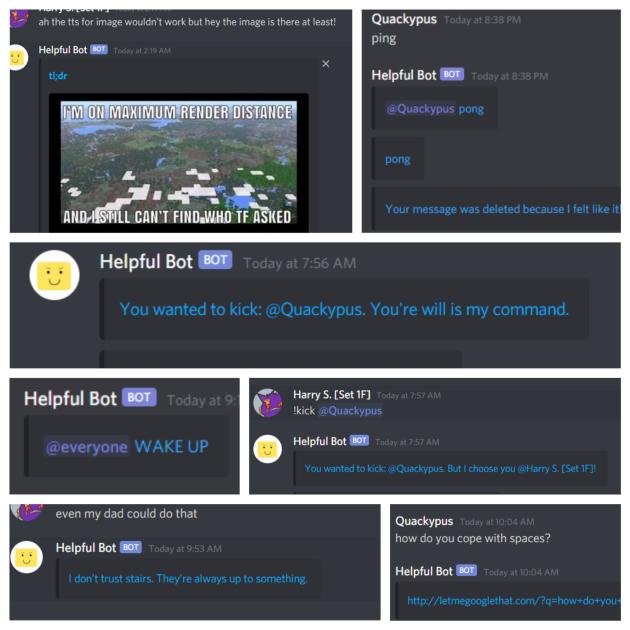 Harry S. [Set 1F]
ah the tts for image wouldn't work but hey the image is there at least!
Helpful Bot BOT Today at 2:19 AM
tl;dr
I'M ON MAXIMUM RENDER DISTANCE
AND I STILL CAN'T FIND WHO TF ASKED
Quackypus Today at 8:38 PM
ping
Helpful Bot BOT Today at 8:38 PM
@Quackypus pong
pong
Your message was deleted because I felt like it!
Helpful Bot BOT Today at 7:56 AM
You wanted to kick: @Quackypus. You're will is my command.
Helpful Bot BOT Today at 9:
@everyone WAKE UP
Harry S. [Set 1F] Today at 7:57 AM
!kick @Quackypus
Helpful Bot BOT Today at 7:57 AM
You wanted to kick: @Quackypus. But I choose you @Harry S. [Set 1F]!
even my dad could do that
Helpful Bot BOT Today at 9:53 AM
I don't trust stairs. They're always up to something.
Quackypus Today at 10:04 AM
how do you cope with spaces?
Helpful Bot BOT Today at 10:04 AM
http://letmegooglethat.com/?q=how+do+you+